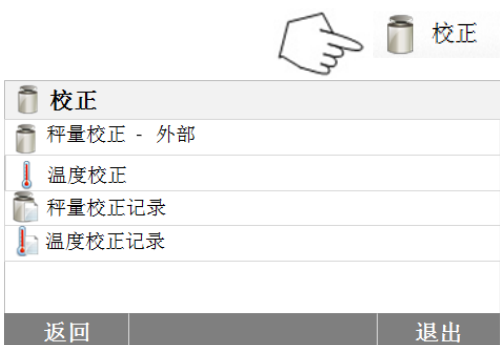 校正
校正
秤量校正 - 外部
温度校正
秤量校正记录
温度校正记录
返回 退出